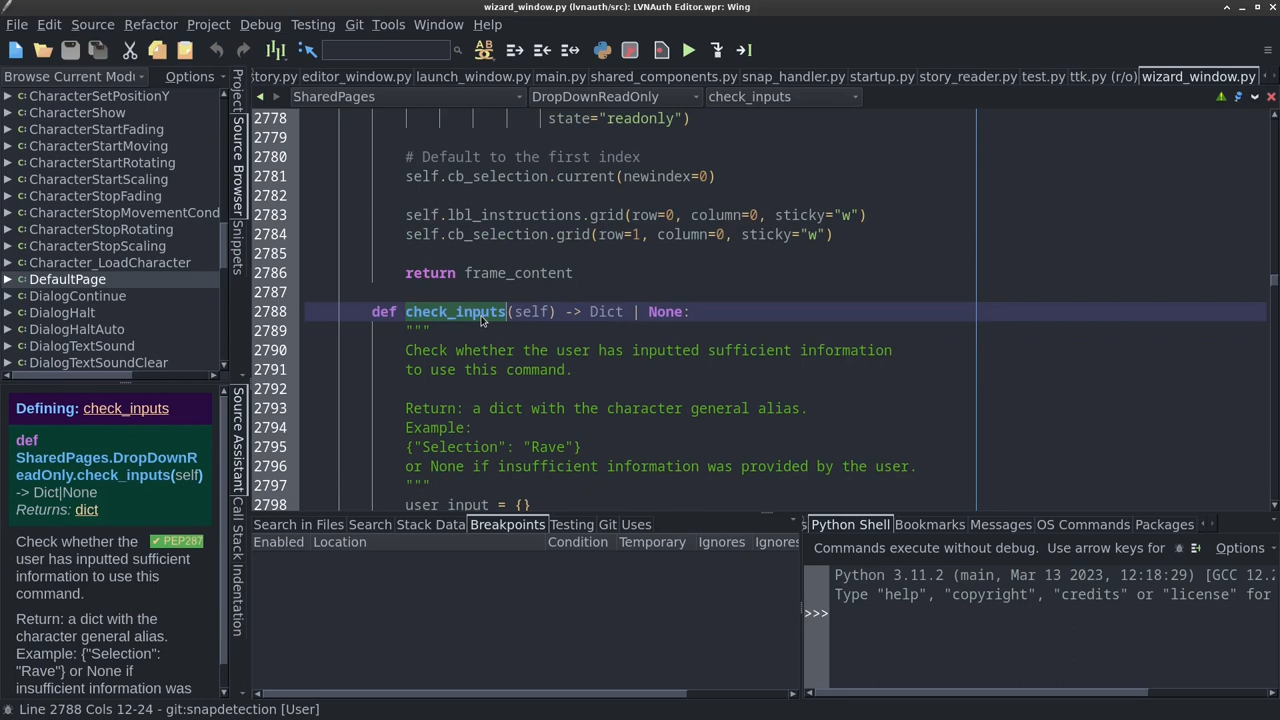 wizard_window.py (lvnauth/src): LVNAuth Editor.wpr: Wing
File Edit Source Refactor Project Debug Testing Git Tools Window Help
Browse Current Modu Options
tory.py editor_window.py launch_window.py main.py shared_components.py snap_handler.py startup.py story_reader.py test.py ttk.py (r/o) wizard_window.py
SharedPages DropDownReadOnly check_inputs
CharacterSetPositionY
CharacterShow
CharacterStartFading
CharacterStartMoving
CharacterStartRotating
CharacterStartScaling
CharacterStopFading
CharacterStopMovementCond
CharacterStopRotating
CharacterStopScaling
Character_LoadCharacter
DefaultPage
DialogContinue
DialogHalt
DialogHaltAuto
DialogTextSound
DialogTextSoundClear
Project
Source Browser
Snippets
2778 state="readonly")
2779
2780 # Default to the first index
2781 self.cb_selection.current(newindex=0)
2782
2783 self.lbl_instructions.grid(row=0, column=0, sticky="w")
2784 self.cb_selection.grid(row=1, column=0, sticky="w")
2785
2786 return frame_content
2787
2788 def check_inputs(self) -> Dict | None:
2789 """
2790 Check whether the user has inputted sufficient information
2791 to use this command.
2792
2793 Return: a dict with the character general alias.
2794 Example:
2795 {"Selection": "Rave"}
2796 or None if insufficient information was provided by the user.
2797 """
2798 user_input = {}
Defining: check_inputs
def
SharedPages.DropDownR
eadOnly.check_inputs(self)
-> Dict|None
Returns: dict
Check whether the ✔ PEP287
user has inputted sufficient
information to use this
command.
Return: a dict with the
character general alias.
Example: {"Selection":
"Rave"} or None if
insufficient information was
Source Assistant
Call Stack
Indentation
Search in Files Search Stack Data Breakpoints Testing Git Uses
Enabled Location Condition Temporary Ignores Ignores
s Python Shell Bookmarks Messages OS Commands Packages
Commands execute without debug. Use arrow keys for Options
Python 3.11.2 (main, Mar 13 2023, 12:18:29) [GCC 12.2
Type "help", "copyright", "credits" or "license" for
>>>
Line 2788 Cols 12-24 - git:snapdetection [User]